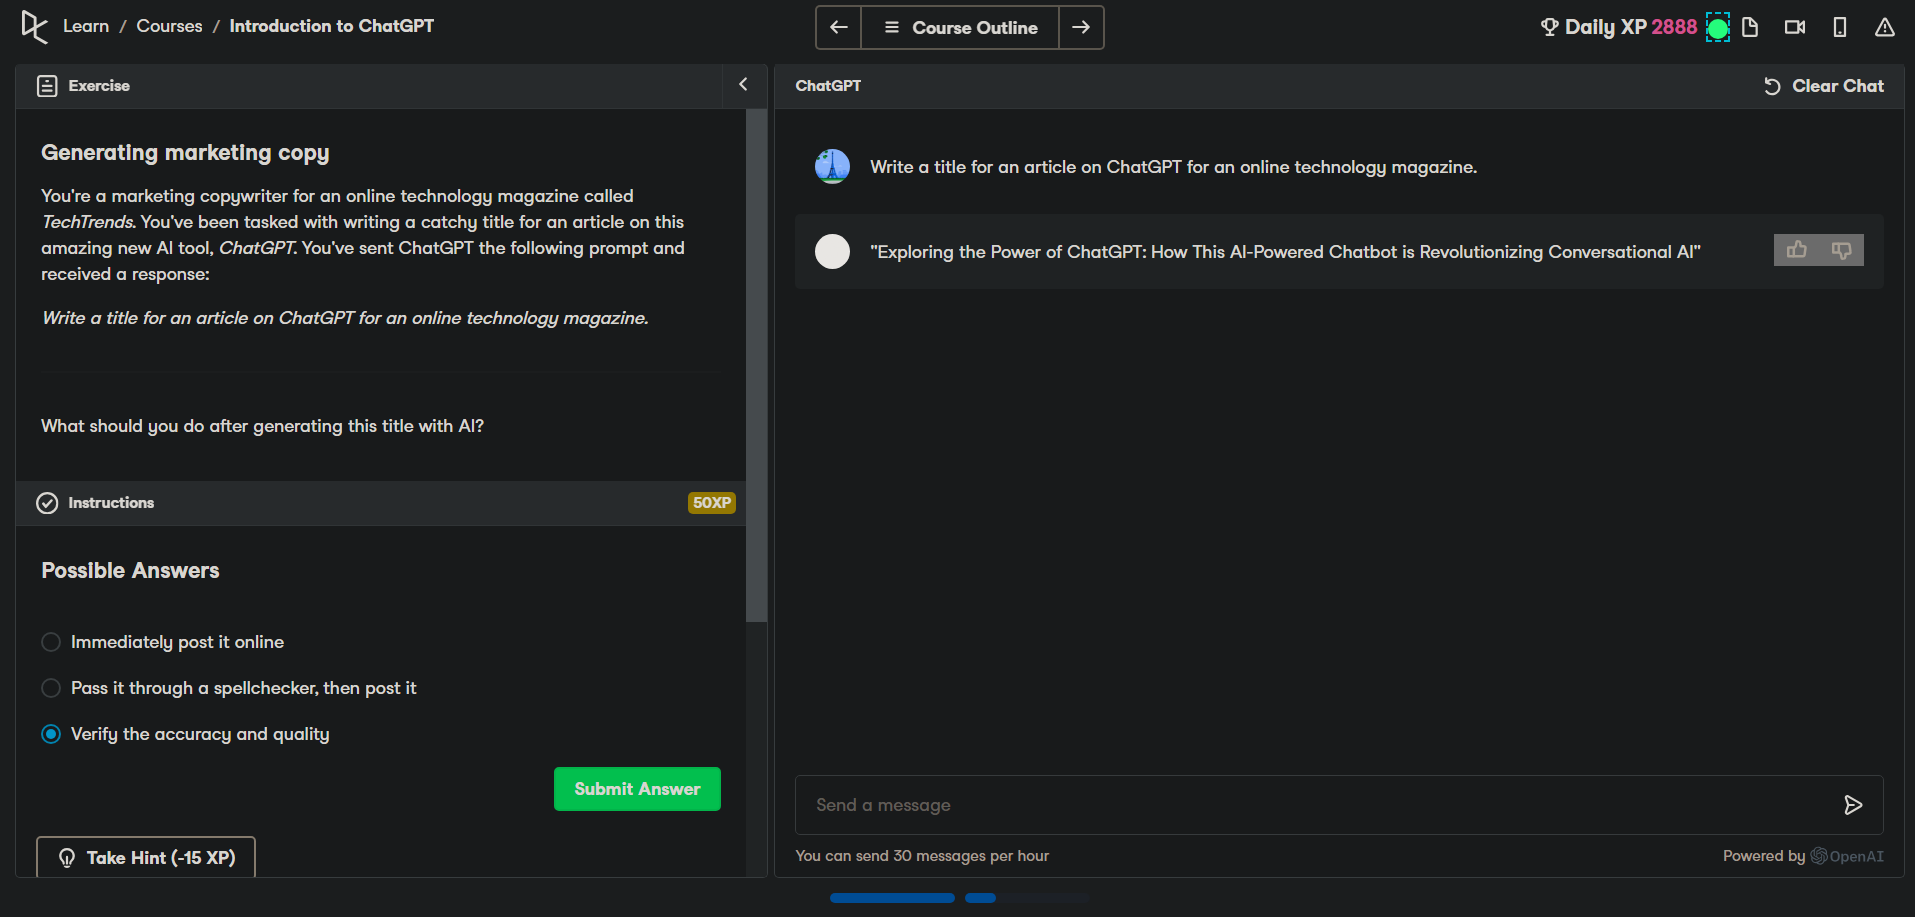 Learn / Courses / Introduction to ChatGPT
Course Outline
Daily XP 2888
Exercise
Generating marketing copy
You're a marketing copywriter for an online technology magazine called
TechTrends. You've been tasked with writing a catchy title for an article on this
amazing new AI tool, ChatGPT. You've sent ChatGPT the following prompt and
received a response:
Write a title for an article on ChatGPT for an online technology magazine.
What should you do after generating this title with AI?
Instructions
50XP
Possible Answers
Immediately post it online
Pass it through a spellchecker, then post it
Verify the accuracy and quality
Submit Answer
Take Hint (-15 XP)
ChatGPT
Clear Chat
Write a title for an article on ChatGPT for an online technology magazine.
"Exploring the Power of ChatGPT: How This AI-Powered Chatbot is Revolutionizing Conversational AI"
Send a message
You can send 30 messages per hour
Powered by OpenAI